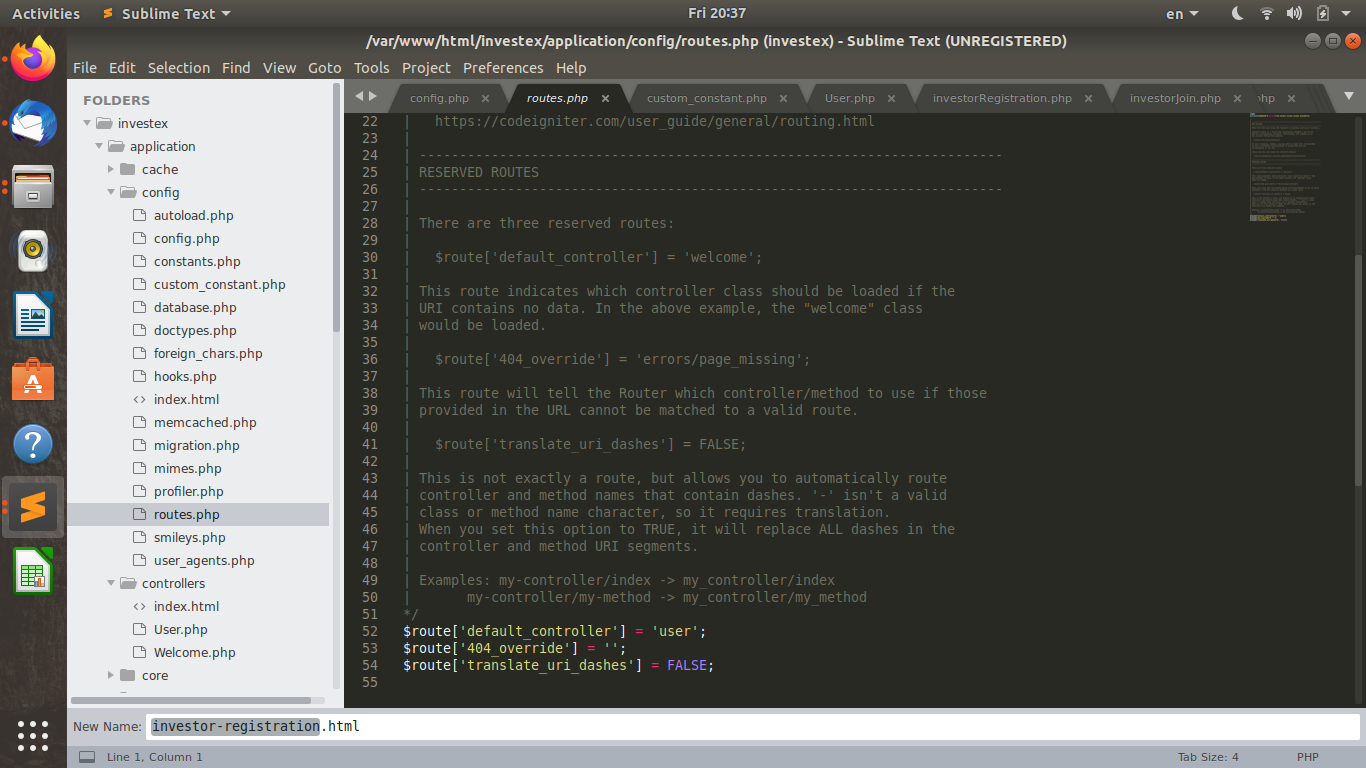 Activities
Sublime Text
Fri 20:37
en
/var/www/html/investex/application/config/routes.php (investex) - Sublime Text (UNREGISTERED)
File Edit Selection Find View Goto Tools Project Preferences Help
FOLDERS
investex
application
cache
config
autoload.php
config.php
constants.php
custom_constant.php
database.php
doctypes.php
foreign_chars.php
hooks.php
index.html
memcached.php
migration.php
mimes.php
profiler.php
routes.php
smileys.php
user_agents.php
controllers
index.html
User.php
Welcome.php
core
config.php
routes.php
custom_constant.php
User.php
investorRegistration.php
investorJoin.php
hp
22 |   https://codeigniter.com/user_guide/general/routing.html
23 |
24 | -------------------------------------------------------------------------
25 | RESERVED ROUTES
26 | -------------------------------------------------------------------------
27 |
28 | There are three reserved routes:
29 |
30 |   $route['default_controller'] = 'welcome';
31 |
32 | This route indicates which controller class should be loaded if the
33 | URI contains no data. In the above example, the "welcome" class
34 | would be loaded.
35 |
36 |   $route['404_override'] = 'errors/page_missing';
37 |
38 | This route will tell the Router which controller/method to use if those
39 | provided in the URL cannot be matched to a valid route.
40 |
41 |   $route['translate_uri_dashes'] = FALSE;
42 |
43 | This is not exactly a route, but allows you to automatically route
44 | controller and method names that contain dashes. '-' isn't a valid
45 | class or method name character, so it requires translation.
46 | When you set this option to TRUE, it will replace ALL dashes in the
47 | controller and method URI segments.
48 |
49 | Examples: my-controller/index -> my_controller/index
50 |       my-controller/my-method -> my_controller/my_method
51 */
52 $route['default_controller'] = 'user';
53 $route['404_override'] = '';
54 $route['translate_uri_dashes'] = FALSE;
55
New Name: investor-registration.html
Line 1, Column 1
Tab Size: 4
PHP